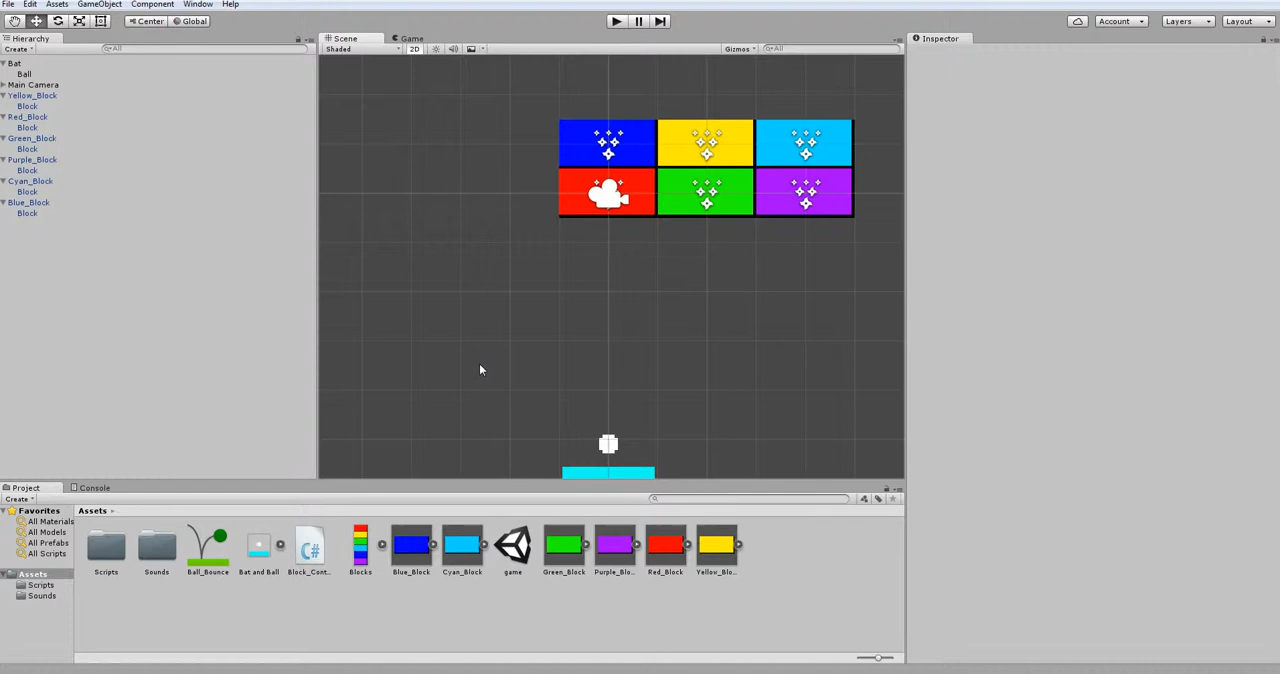 File Edit Assets GameObject Component Window Help
Center Global Account Layers Layout
Hierarchy Scene Game Inspector
Create All Shaded 2D Gizmos All
Bat
Ball
Main Camera
Yellow_Block
Block
Red_Block
Block
Green_Block
Block
Purple_Block
Block
Cyan_Block
Block
Blue_Block
Block
Project Console
Create
Favorites
All Materials
All Models
All Prefabs
All Scripts
Assets
Scripts
Sounds
Assets
Scripts Sounds Ball_Bounce Bat and Ball Block_Cont... Blocks Blue_Block Cyan_Block game Green_Block Purple_Blo... Red_Block Yellow_Blo...
C#